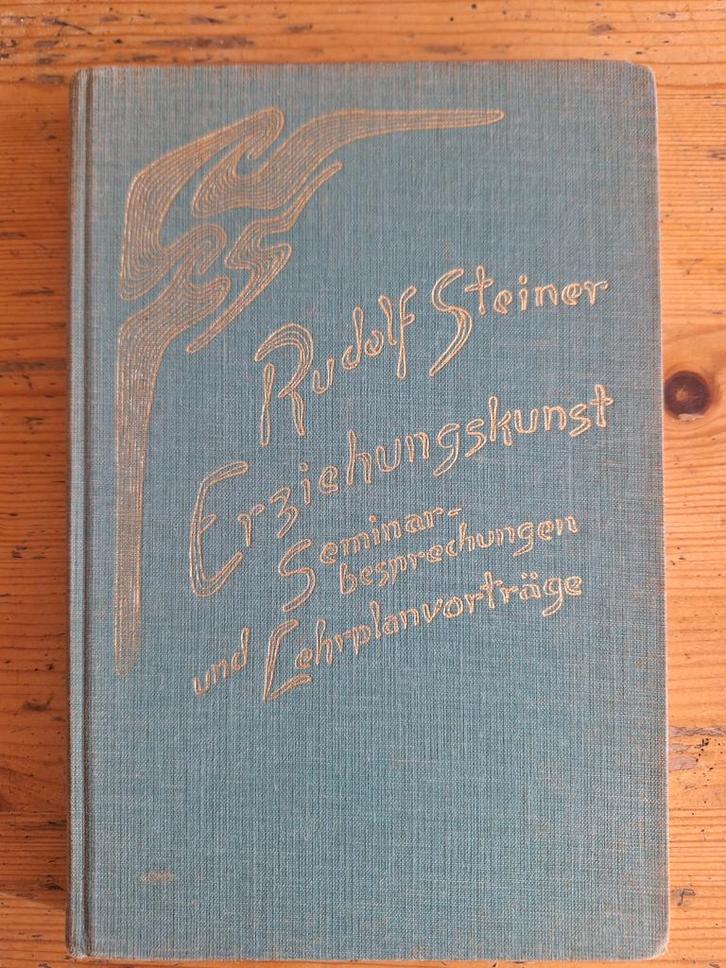 Rudolf Steiner
Erziehungskunst
Seminar-
besprechungen
und Lehrplanvorträge